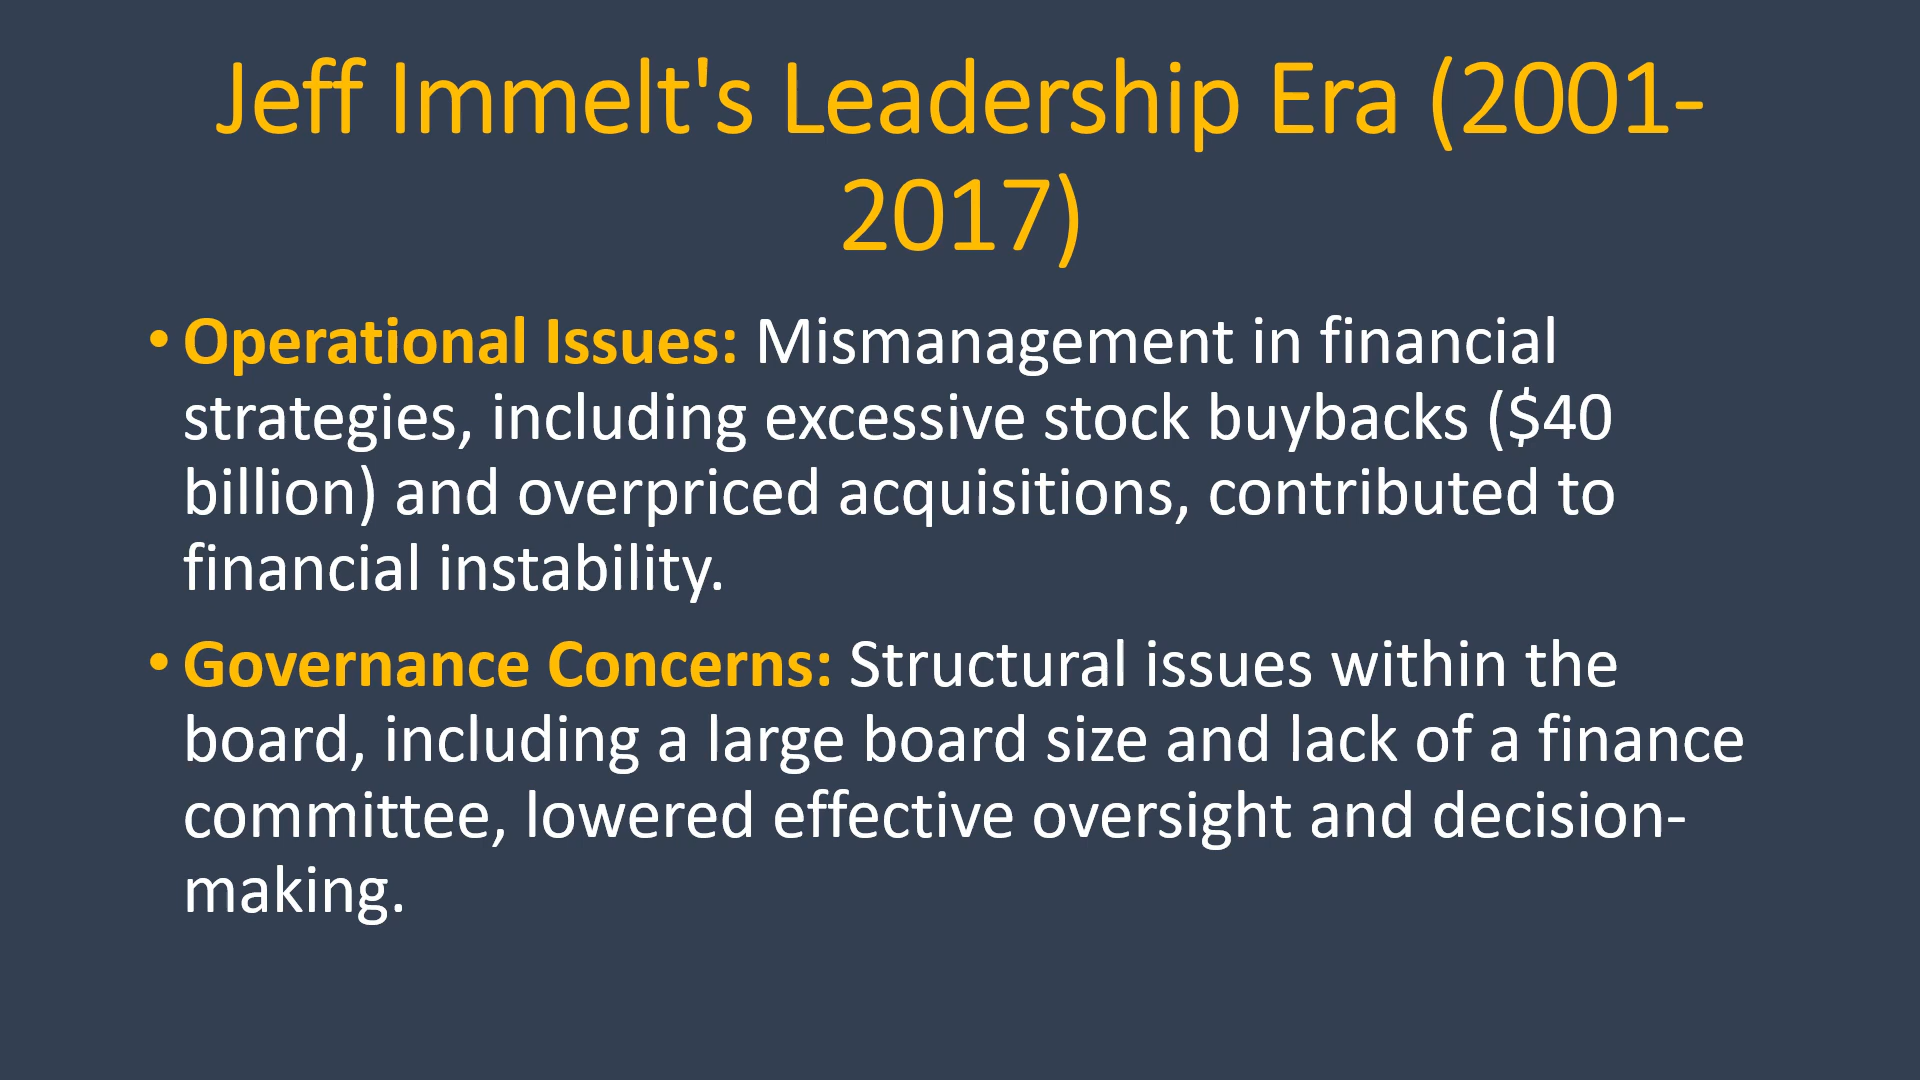 Jeff Immelt's Leadership Era (2001-
2017)
• Operational Issues: Mismanagement in financial
strategies, including excessive stock buybacks ($40
billion) and overpriced acquisitions, contributed to
financial instability.
• Governance Concerns: Structural issues within the
board, including a large board size and lack of a finance
committee, lowered effective oversight and decision-
making.